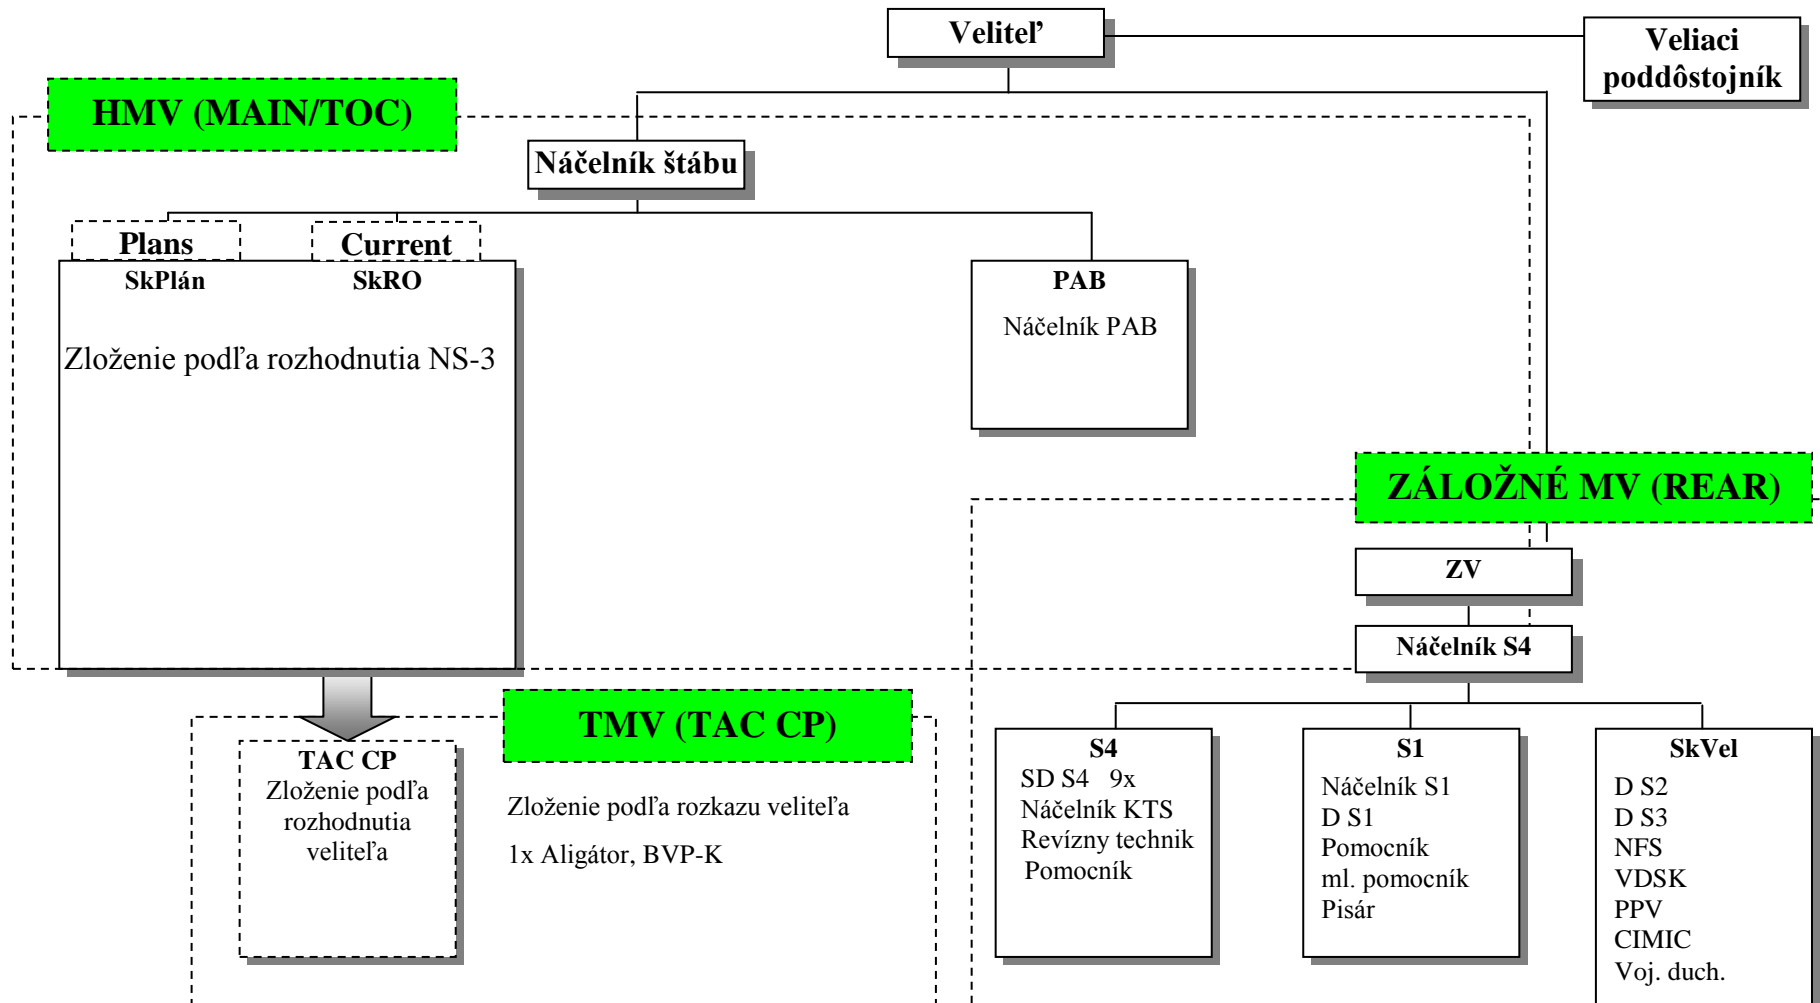 Veliteľ
Veliaci
poddôstojník
HMV (MAIN/TOC)
Náčelník štábu
Plans
Current
SkPlán
SkRO
Zloženie podľa rozhodnutia NS-3
PAB
Náčelník PAB
ZÁLOŽNÉ MV (REAR)
ZV
Náčelník S4
TMV (TAC CP)
TAC CP
Zloženie podľa
rozhodnutia
veliteľa
Zloženie podľa rozkazu veliteľa
1x Aligátor, BVP-K
S4
SD S4 9x
Náčelník KTS
Revízny technik
Pomocník
S1
Náčelník S1
D S1
Pomocník
ml. pomocník
Pisár
SkVel
D S2
D S3
NFS
VDSK
PPV
CIMIC
Voj. duch.